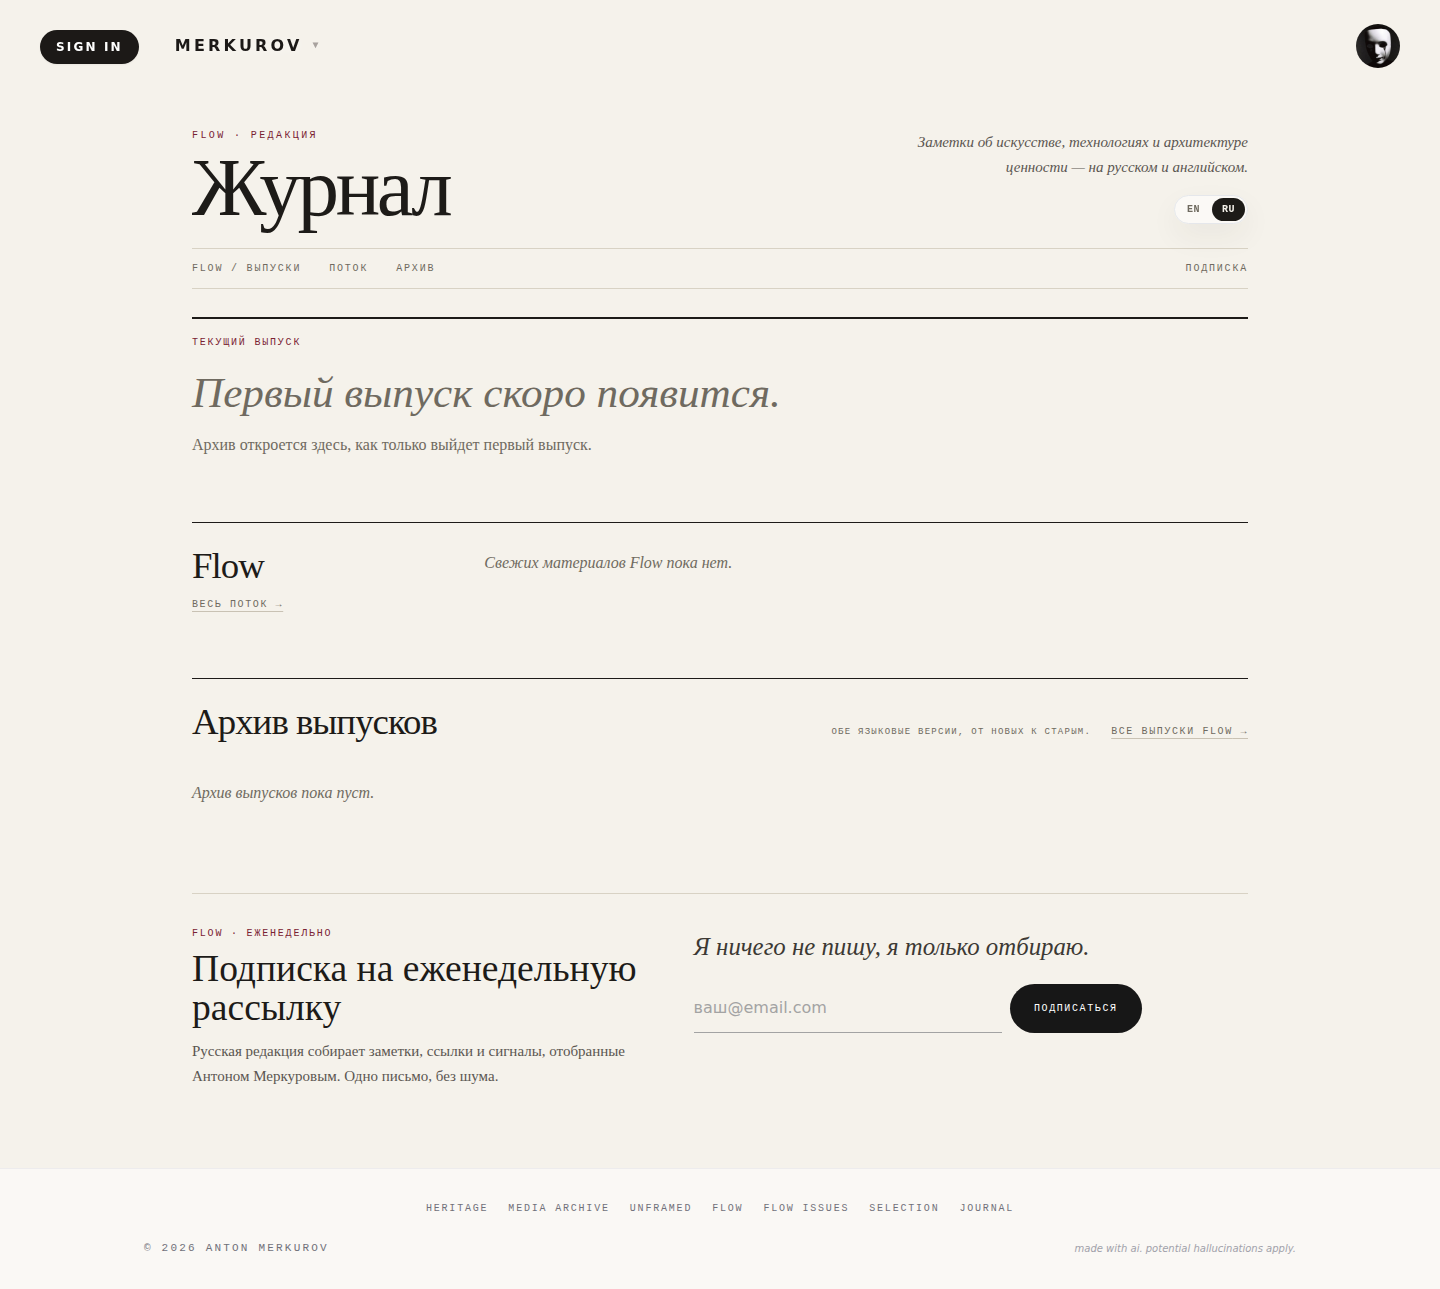 SIGN IN
MERKUROV ▼
FLOW · РЕДАКЦИЯ
Журнал
Заметки об искусстве, технологиях и архитектуре
ценности — на русском и английском.
EN RU
FLOW / ВЫПУСКИ ПОТОК АРХИВ ПОДПИСКА
ТЕКУЩИЙ ВЫПУСК
Первый выпуск скоро появится.
Архив откроется здесь, как только выйдет первый выпуск.
Flow
Свежих материалов Flow пока нет.
ВЕСЬ ПОТОК →
Архив выпусков
ОБЕ ЯЗЫКОВЫЕ ВЕРСИИ, ОТ НОВЫХ К СТАРЫМ. ВСЕ ВЫПУСКИ FLOW →
Архив выпусков пока пуст.
FLOW · ЕЖЕНЕДЕЛЬНО
Подписка на еженедельную
рассылку
Русская редакция собирает заметки, ссылки и сигналы, отобранные
Антоном Меркуровым. Одно письмо, без шума.
Я ничего не пишу, я только отбираю.
ваш@email.com
ПОДПИСАТЬСЯ
HERITAGE MEDIA ARCHIVE UNFRAMED FLOW FLOW ISSUES SELECTION JOURNAL
© 2026 ANTON MERKUROV
made with ai. potential hallucinations apply.